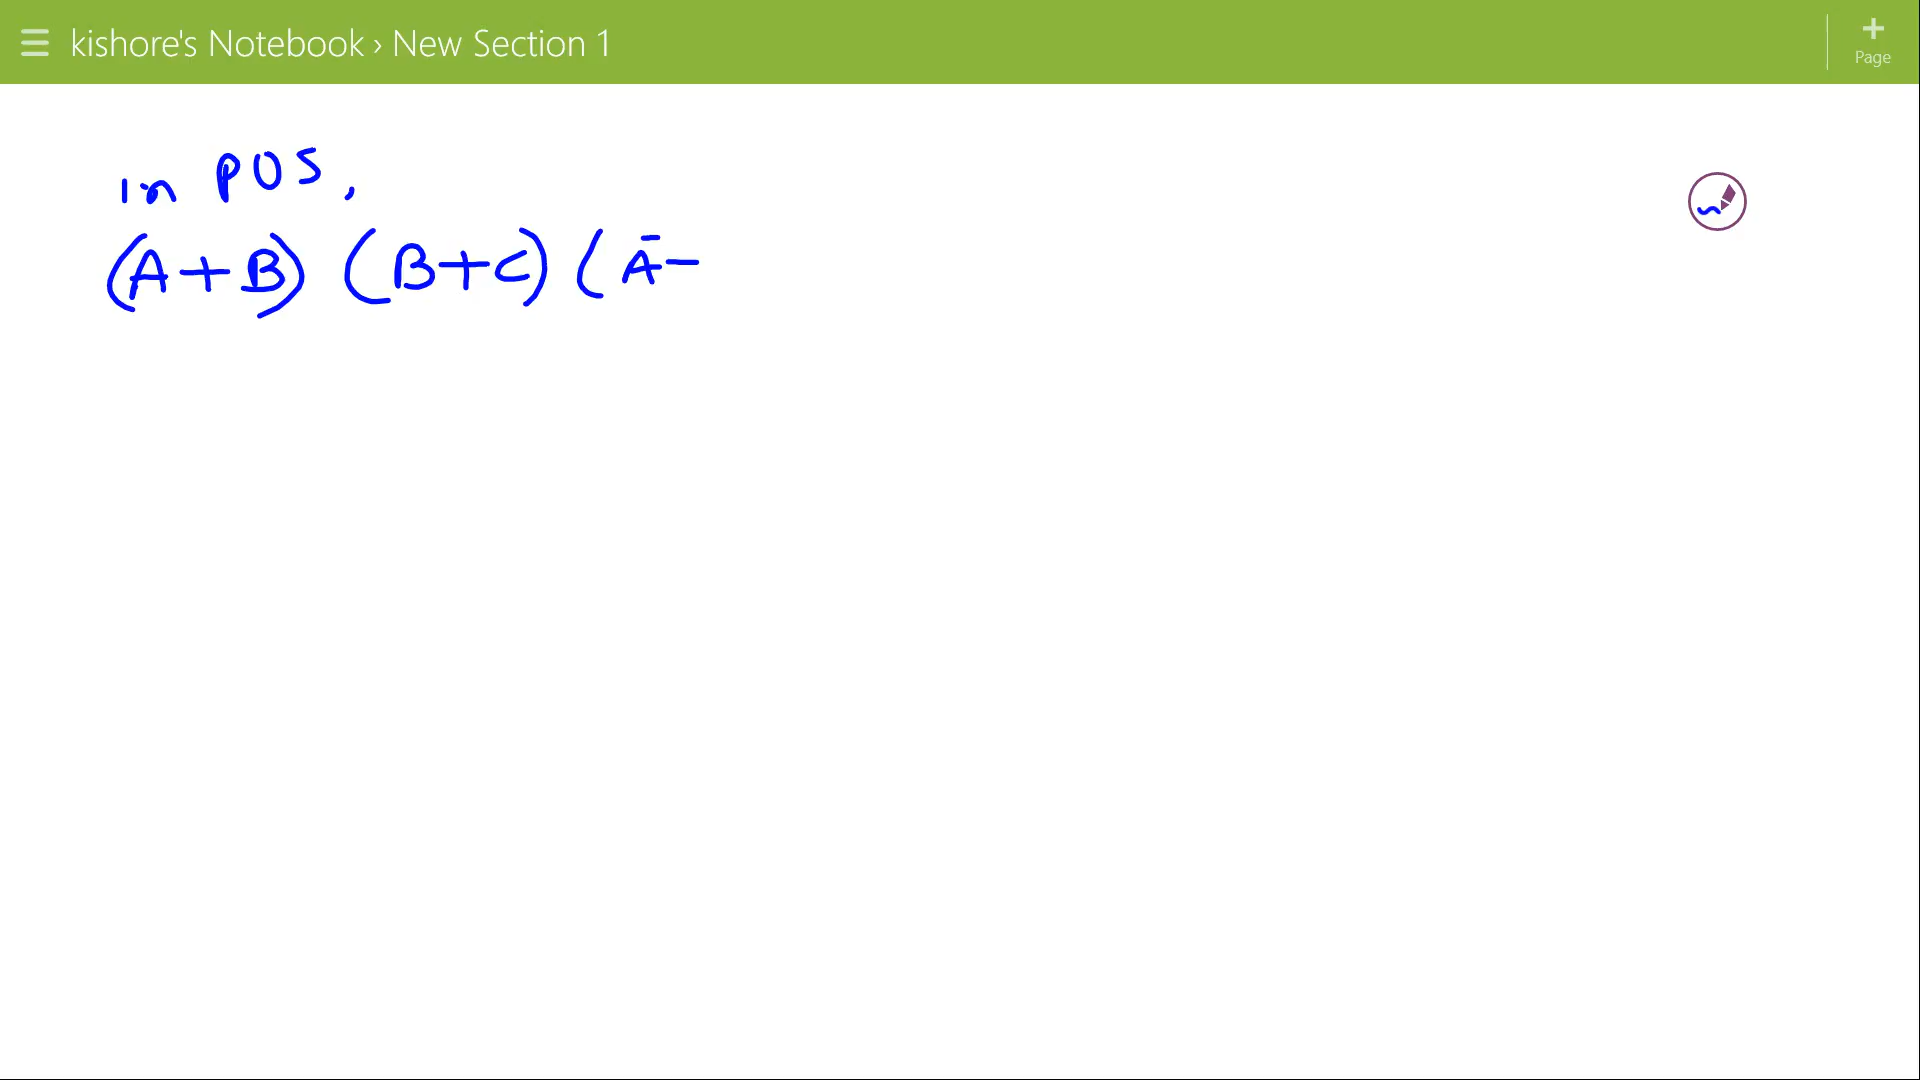 kishore's Notebook › New Section 1
+
Page
in POS,
(A+B) (B+C) (Ā-